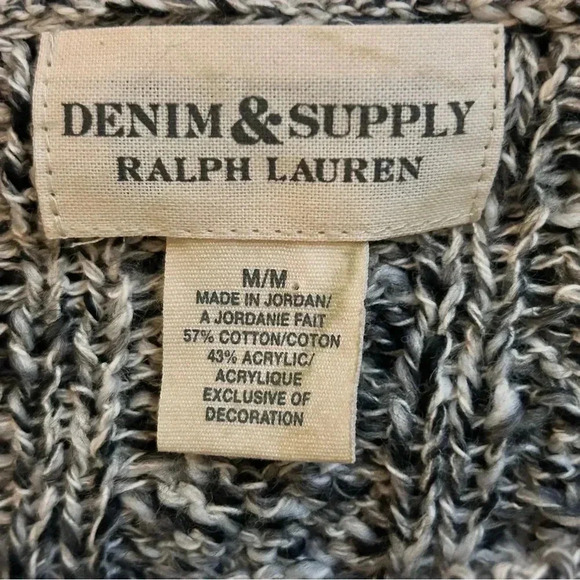 DENIM & SUPPLY
RALPH LAUREN
M/M
MADE IN JORDAN/
A JORDANIE FAIT
57% COTTON/COTON
43% ACRYLIC/
ACRYLIQUE
EXCLUSIVE OF
DECORATION